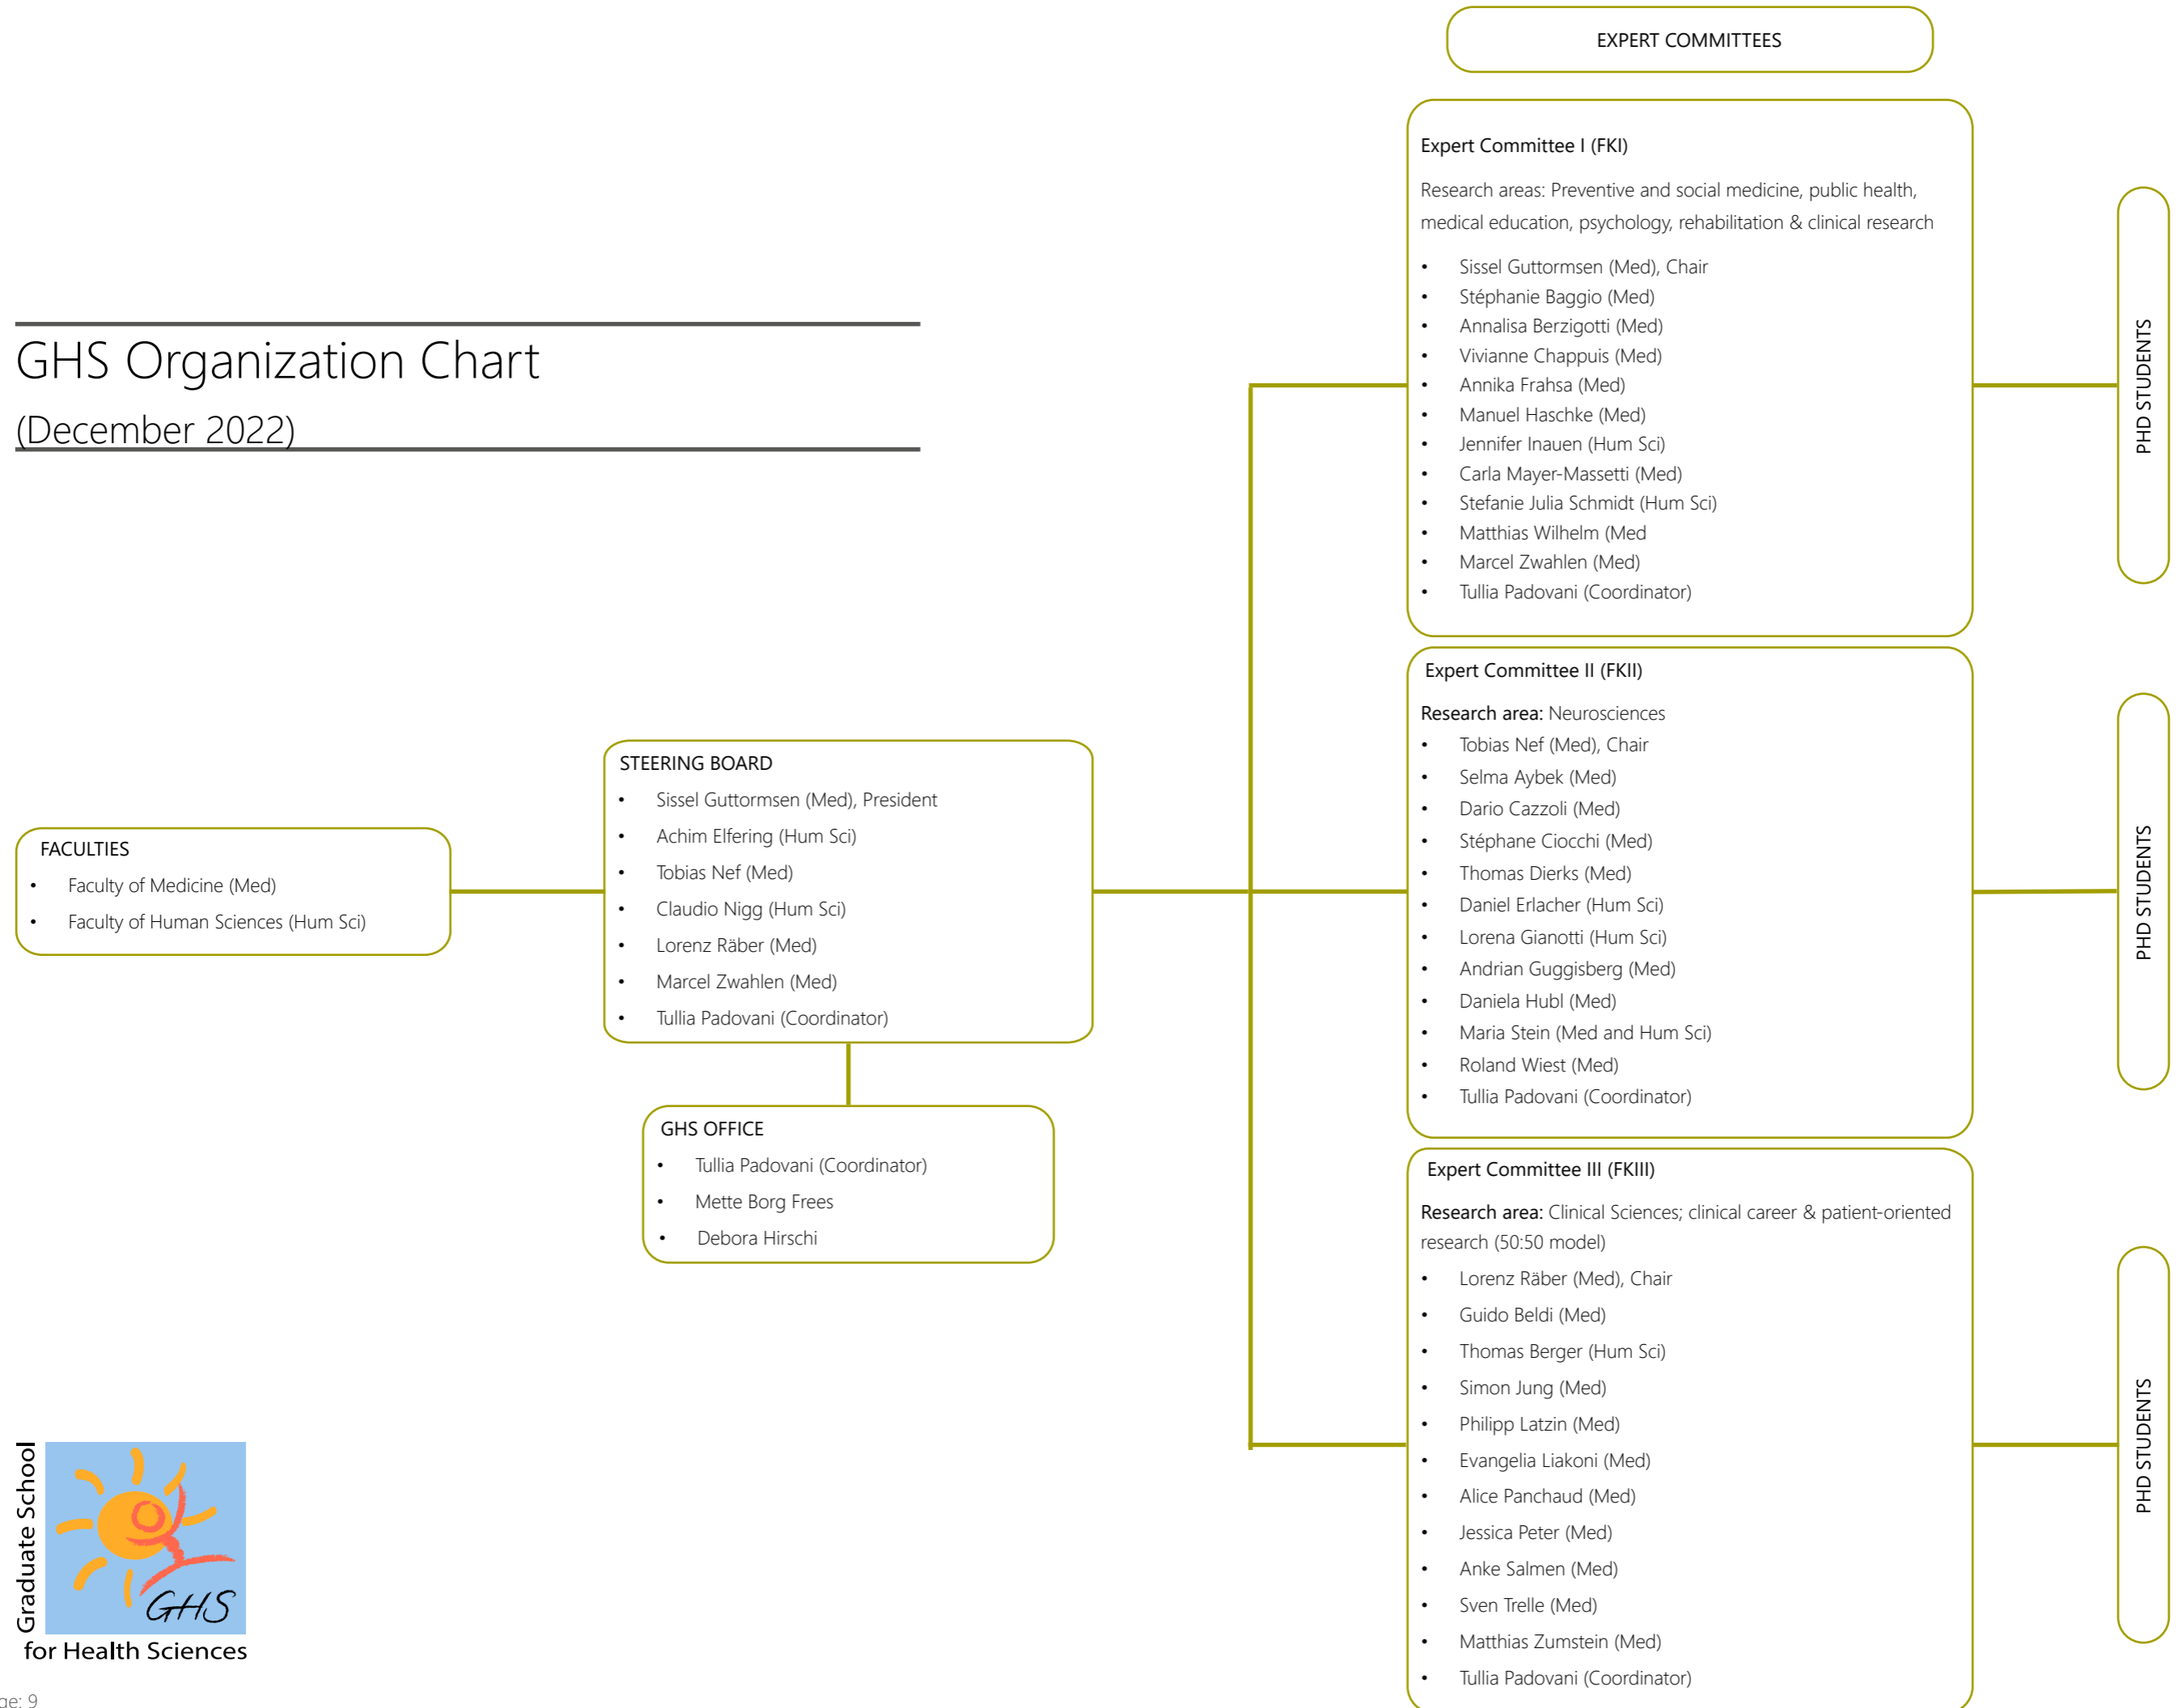 GHS Organization Chart
(December 2022)
FACULTIES
• Faculty of Medicine (Med)
• Faculty of Human Sciences (Hum Sci)
STEERING BOARD
• Sissel Guttormsen (Med), President
• Achim Elfering (Hum Sci)
• Tobias Nef (Med)
• Claudio Nigg (Hum Sci)
• Lorenz Räber (Med)
• Marcel Zwahlen (Med)
• Tullia Padovani (Coordinator)
GHS OFFICE
• Tullia Padovani (Coordinator)
• Mette Borg Frees
• Debora Hirschi
EXPERT COMMITTEES
Expert Committee I (FKI)
Research areas: Preventive and social medicine, public health,
medical education, psychology, rehabilitation & clinical research
• Sissel Guttormsen (Med), Chair
• Stéphanie Baggio (Med)
• Annalisa Berzigotti (Med)
• Vivianne Chappuis (Med)
• Annika Frahsa (Med)
• Manuel Haschke (Med)
• Jennifer Inauen (Hum Sci)
• Carla Mayer-Massetti (Med)
• Stefanie Julia Schmidt (Hum Sci)
• Matthias Wilhelm (Med
• Marcel Zwahlen (Med)
• Tullia Padovani (Coordinator)
PHD STUDENTS
Expert Committee II (FKII)
Research area: Neurosciences
• Tobias Nef (Med), Chair
• Selma Aybek (Med)
• Dario Cazzoli (Med)
• Stéphane Ciocchi (Med)
• Thomas Dierks (Med)
• Daniel Erlacher (Hum Sci)
• Lorena Gianotti (Hum Sci)
• Andrian Guggisberg (Med)
• Daniela Hubl (Med)
• Maria Stein (Med and Hum Sci)
• Roland Wiest (Med)
• Tullia Padovani (Coordinator)
PHD STUDENTS
Expert Committee III (FKIII)
Research area: Clinical Sciences; clinical career & patient-oriented
research (50:50 model)
• Lorenz Räber (Med), Chair
• Guido Beldi (Med)
• Thomas Berger (Hum Sci)
• Simon Jung (Med)
• Philipp Latzin (Med)
• Evangelia Liakoni (Med)
• Alice Panchaud (Med)
• Jessica Peter (Med)
• Anke Salmen (Med)
• Sven Trelle (Med)
• Matthias Zumstein (Med)
• Tullia Padovani (Coordinator)
PHD STUDENTS
Graduate School
GHS
for Health Sciences
ge: 9